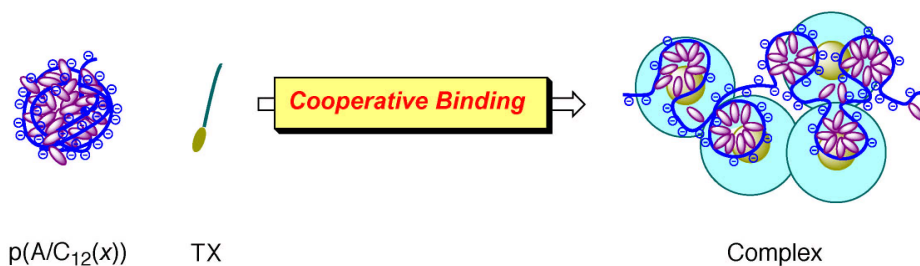 Cooperative Binding
p(A/C₁₂(x)) TX Complex